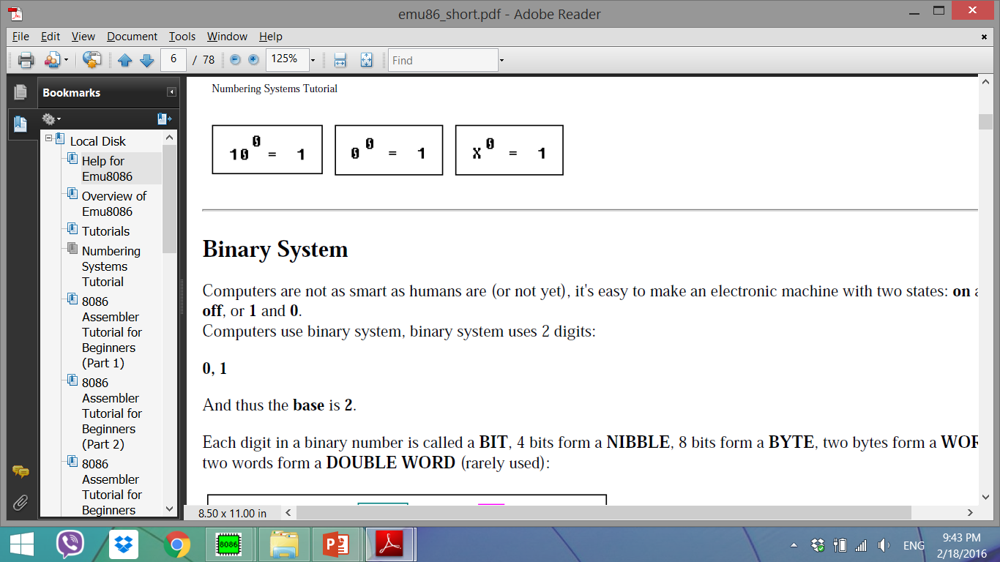 emu86_short.pdf - Adobe Reader
File Edit View Document Tools Window Help
6 / 78 125% Find
Bookmarks
Local Disk
Help for
Emu8086
Overview of
Emu8086
Tutorials
Numbering
Systems
Tutorial
8086
Assembler
Tutorial for
Beginners
(Part 1)
8086
Assembler
Tutorial for
Beginners
(Part 2)
8086
Assembler
Tutorial for
Beginners
Numbering Systems Tutorial
10⁰ = 1
0⁰ = 1
X⁰ = 1
Binary System
Computers are not as smart as humans are (or not yet), it's easy to make an electronic machine with two states: on
off, or 1 and 0.
Computers use binary system, binary system uses 2 digits:
0, 1
And thus the base is 2.
Each digit in a binary number is called a BIT, 4 bits form a NIBBLE, 8 bits form a BYTE, two bytes form a
two words form a DOUBLE WORD (rarely used):
8.50 x 11.00 in
8086
ENG
9:43 PM
2/18/2016